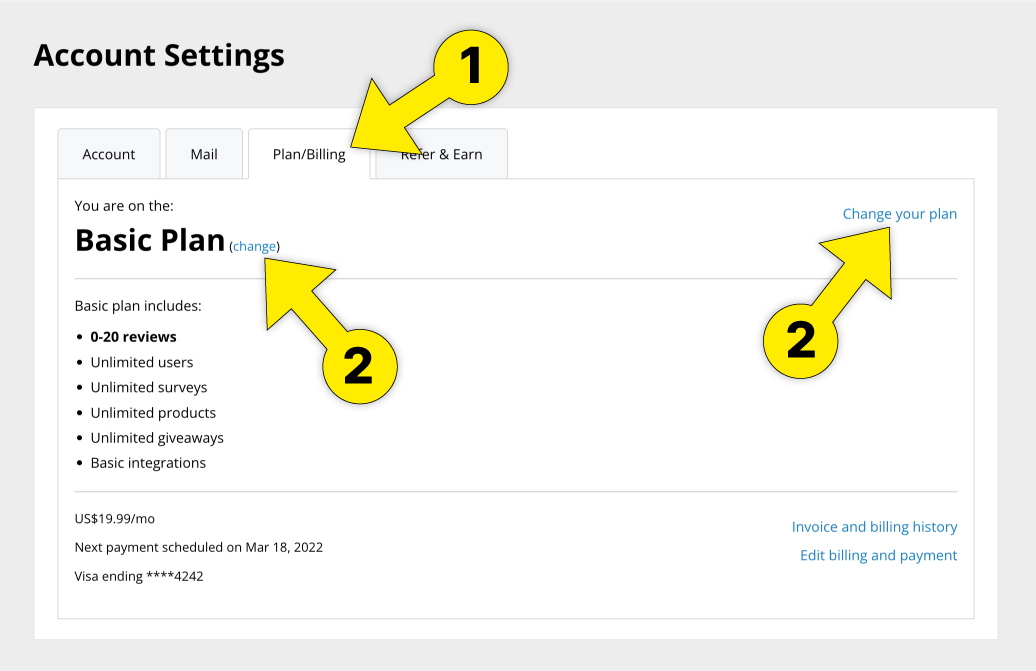 Account Settings
1
Account
Mail
Plan/Billing
Refer & Earn
You are on the:
Change your plan
Basic Plan (change)
2
2
Basic plan includes:
• 0-20 reviews
• Unlimited users
• Unlimited surveys
• Unlimited products
• Unlimited giveaways
• Basic integrations
US$19.99/mo
Next payment scheduled on Mar 18, 2022
Visa ending ****4242
Invoice and billing history
Edit billing and payment